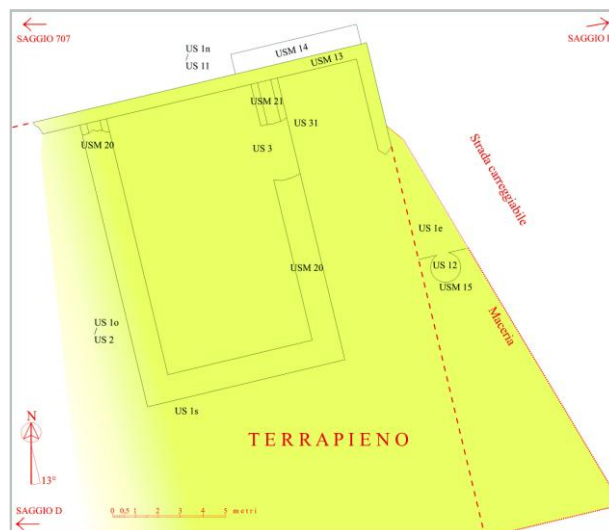 SAGGIO 707
US 1n
/
US 11
USM 14
USM 13
SAGGIO
USM 21
US 31
USM 20
US 3
Strada carreggiabile
US 1e
US 12
USM 15
USM 20
Maceria
US 1o
/
US 2
US 1s
TERRAPIENO
N
13°
0 0,5 1 2 3 4 5 metri
SAGGIO D